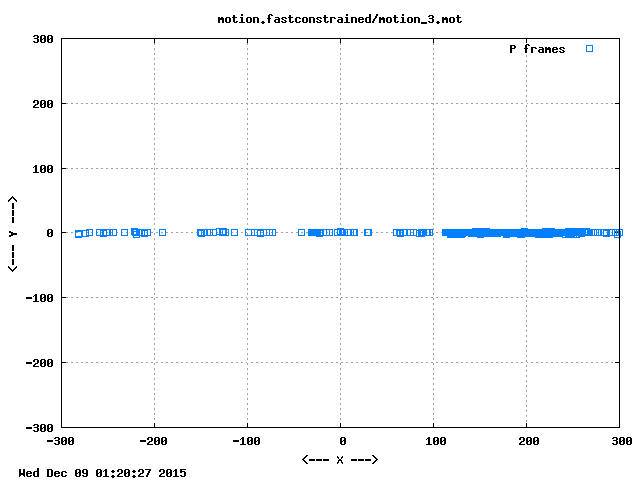 motion.fastconstrained/motion_3.mot
300
P frames
200
100
<--- Y --->
0
-100
-200
-300
-300 -200 -100 0 100 200 300
<--- X --->
Wed Dec 09 01:20:27 2015